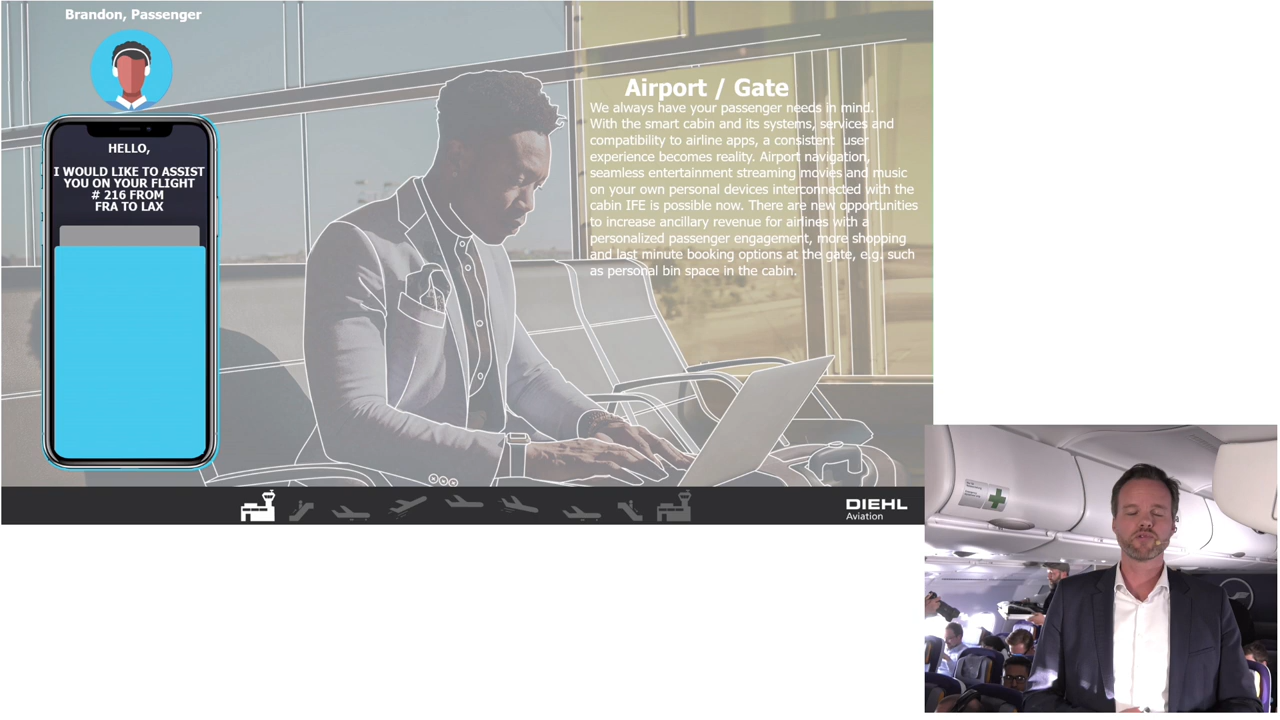 Brandon, Passenger
HELLO,
I WOULD LIKE TO ASSIST
YOU ON YOUR FLIGHT
# 216 FROM
FRA TO LAX
Airport / Gate
We always have your passenger needs in mind.
With the smart cabin and its systems, services and
compatibility to airline apps, a consistent user
experience becomes reality. Airport navigation,
seamless entertainment streaming movies and music
on your own personal devices interconnected with the
cabin IFE is possible now. There are new opportunities
to increase ancillary revenue for airlines with a
personalized passenger engagement, more shopping
and last minute booking options at the gate, e.g. such
as personal bin space in the cabin.
DIEHL
Aviation